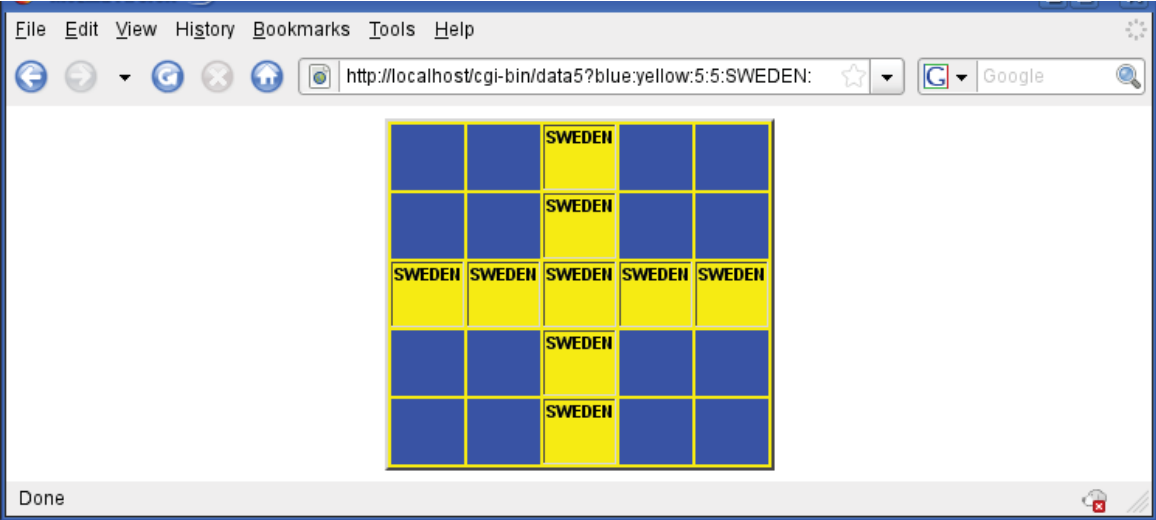 File Edit View History Bookmarks Tools Help
http://localhost/cgi-bin/data5?blue:yellow:5:5:SWEDEN: G Google
SWEDEN
SWEDEN
SWEDEN SWEDEN SWEDEN SWEDEN SWEDEN
SWEDEN
SWEDEN
Done